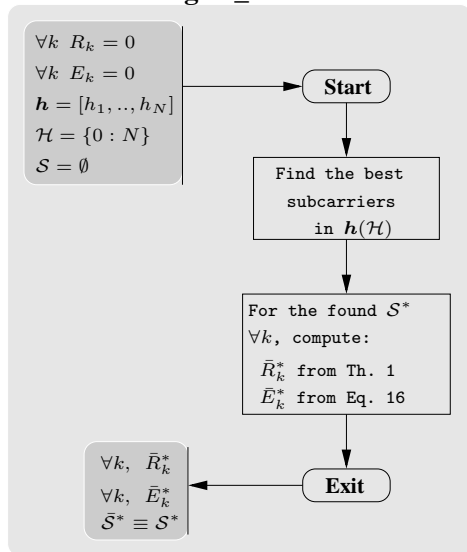 ∀k R_k = 0
∀k E_k = 0
h = [h_1, .., h_N]
ℋ = {0 : N}
𝒮 = ∅
Start
Find the best
subcarriers
in h(ℋ)
For the found 𝒮*
∀k, compute:
R̄*_k from Th. 1
Ē*_k from Eq. 16
∀k, R̄*_k
∀k, Ē*_k
𝒮̄* ≡ 𝒮*
Exit